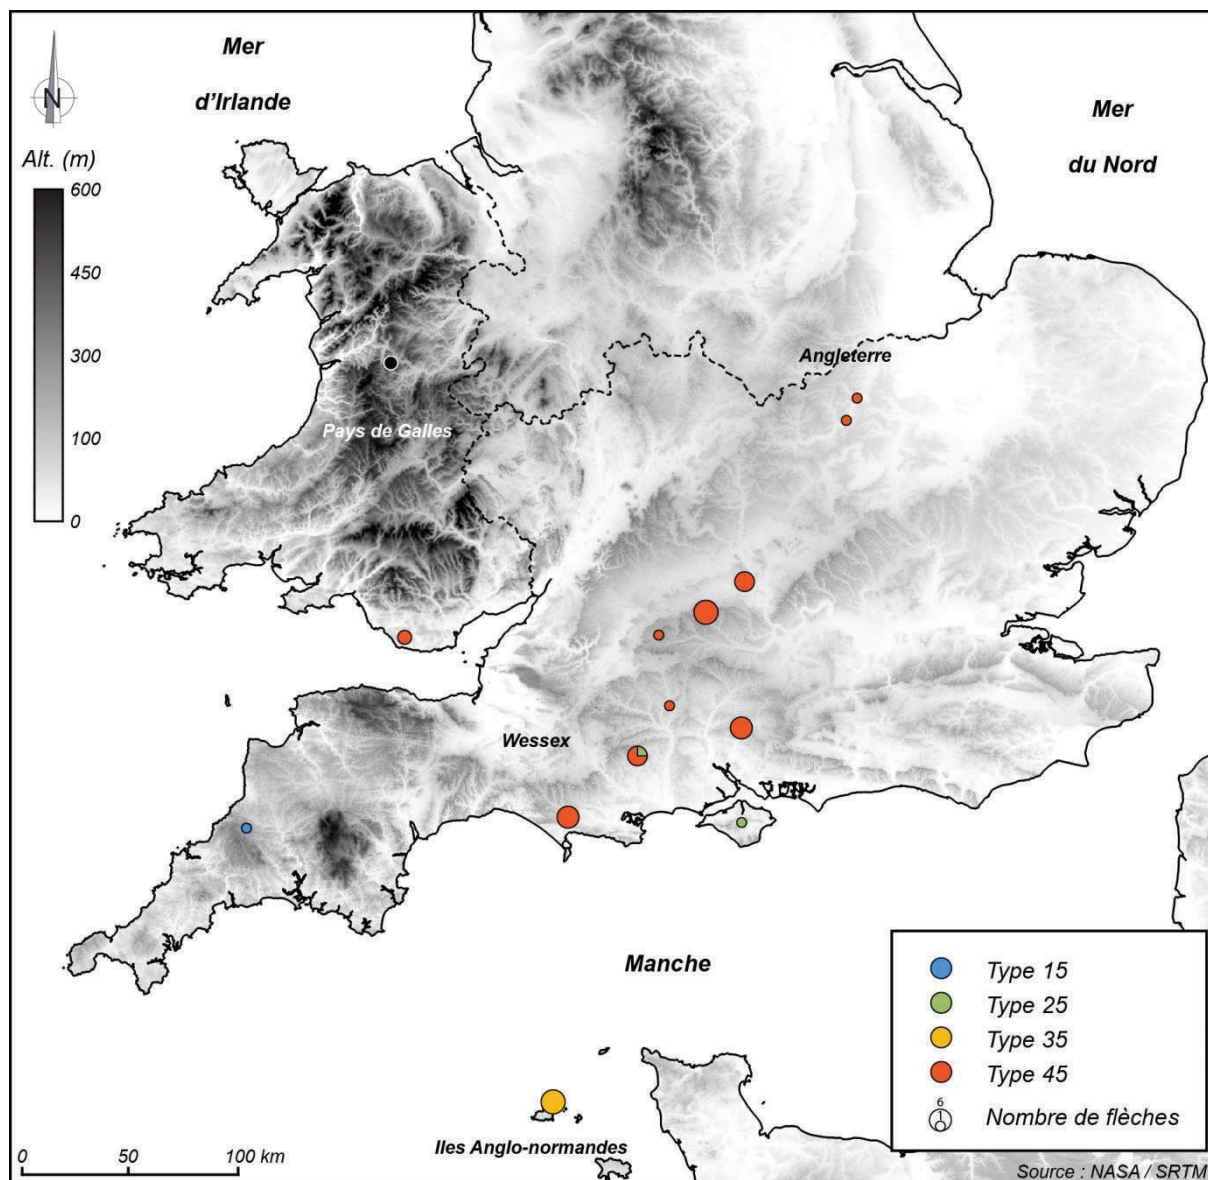 Mer
d'Irlande
Mer
du Nord
N
Alt. (m)
600
450
300
100
0
Angleterre
Pays de Galles
Wessex
Manche
Iles Anglo-normandes
Type 15
Type 25
Type 35
Type 45
6
1
Nombre de flèches
0 50 100 km
Source : NASA / SRTM